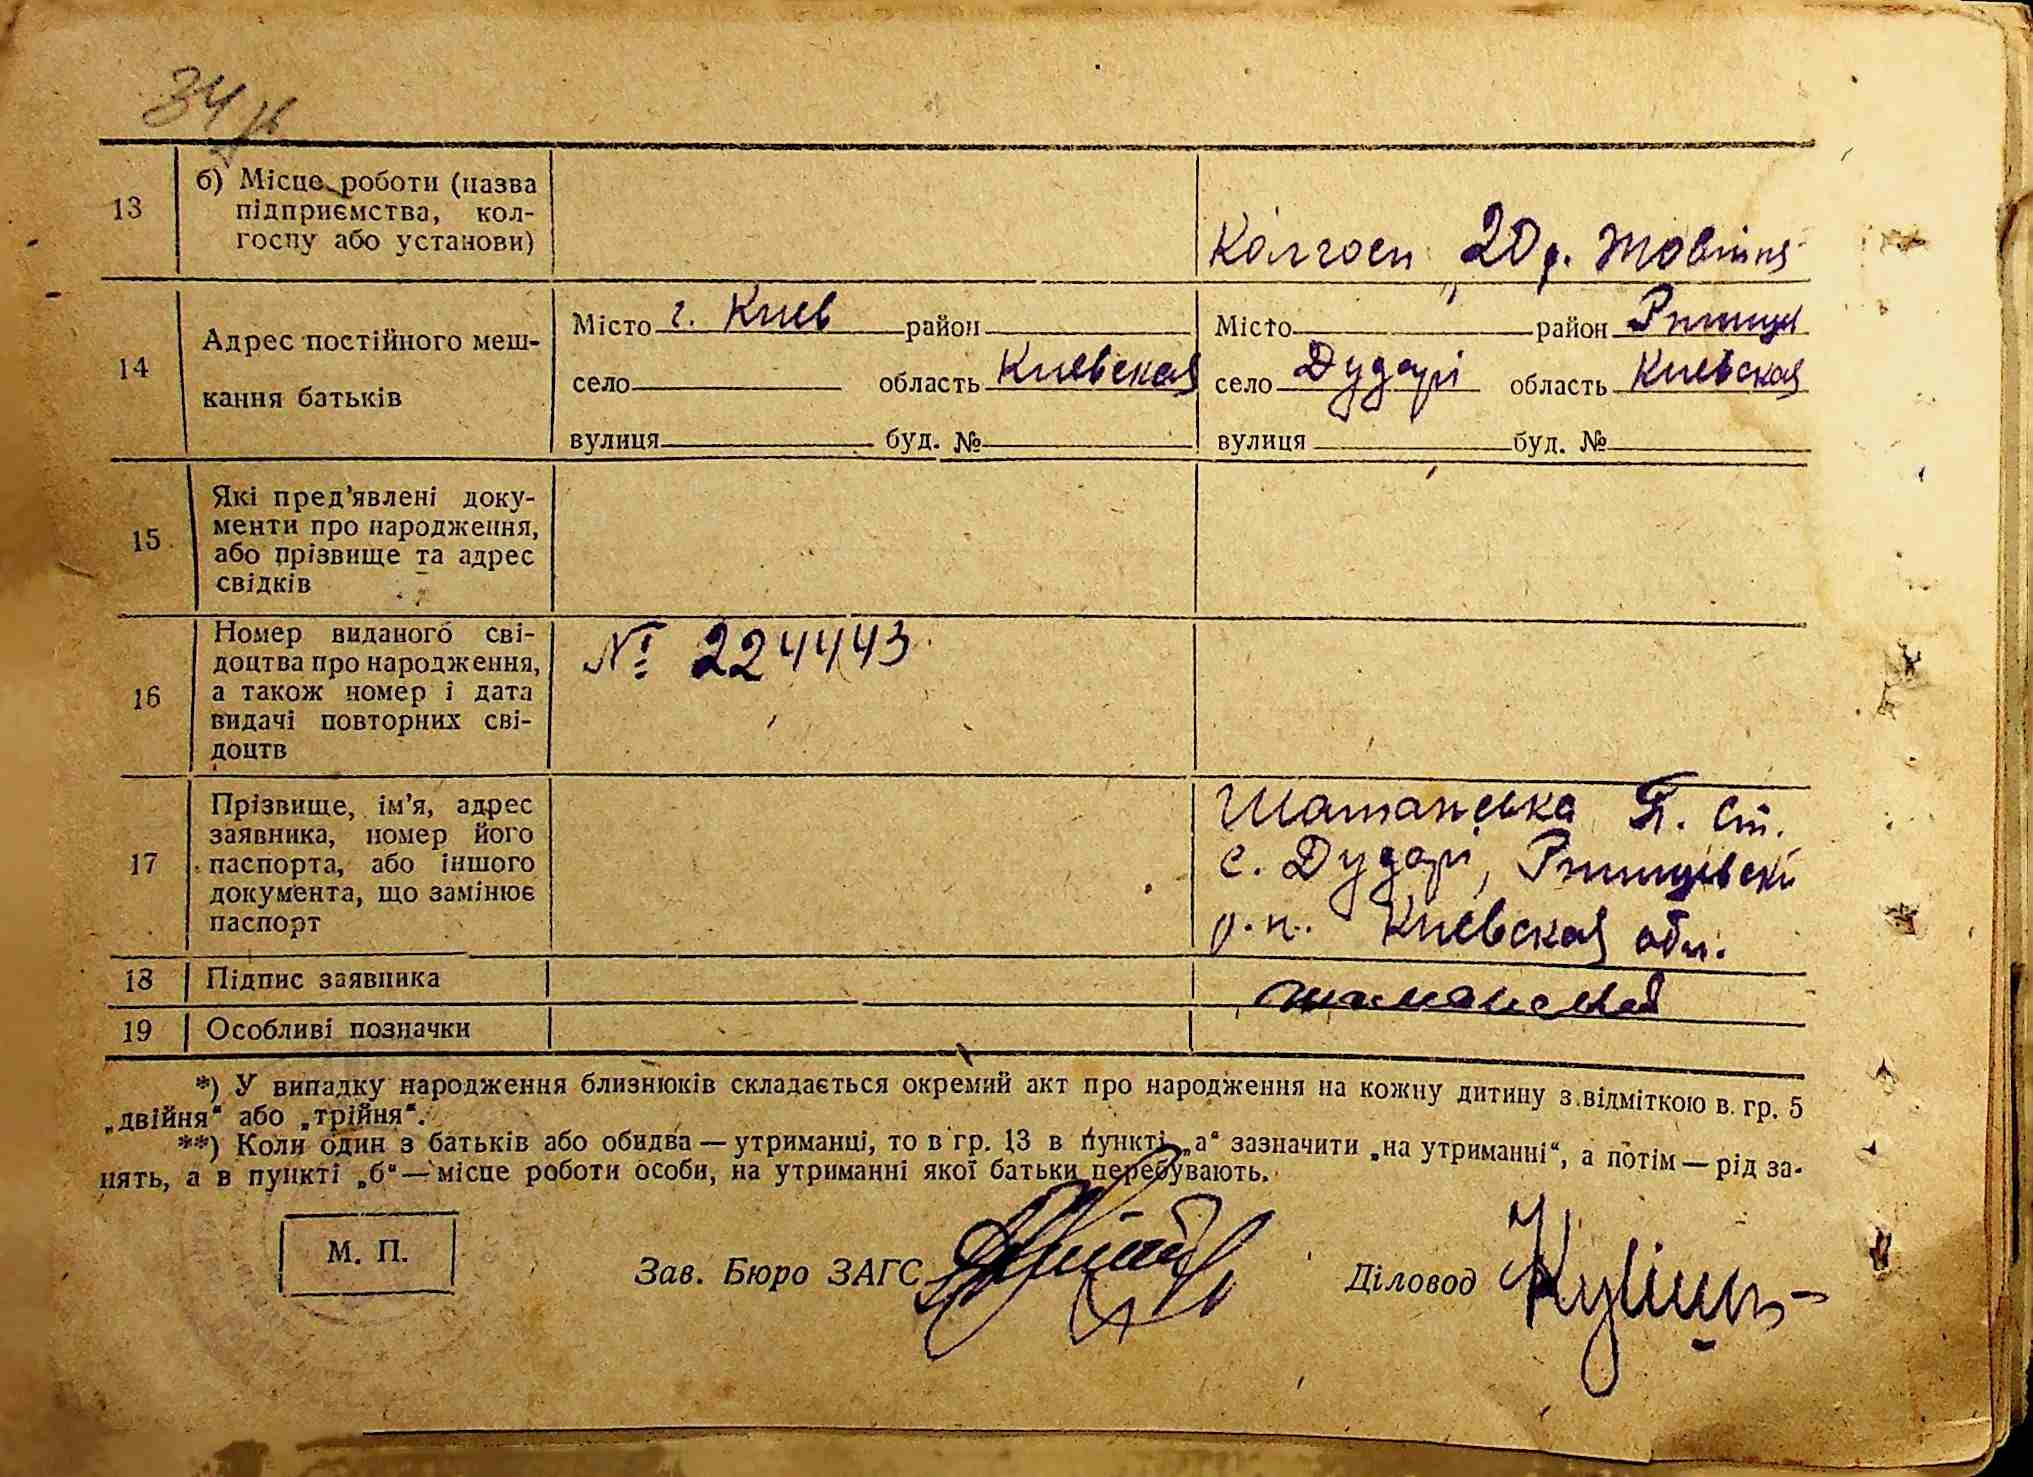 34
13
б) Місце роботи (назва
підприємства, кол-
госпу або установи)
Колгосп „20 р. Жовтня
14
Адрес постійного меш-
кання батьків
Місто г. Киев район
село область Киевская
вулиця буд. №
Місто район Ржищи
село Дударі область Киевская
вулиця буд. №
15
Які пред'явлені доку-
менти про народження,
або прізвище та адрес
свідків
16
Номер виданого сві-
доцтва про народження,
а також номер і дата
видачі повторних сві-
доцтв
№ 224443
17
Прізвище, ім'я, адрес
заявника, номер його
паспорта, або іншого
документа, що замінює
паспорт
Шатанська П. Ст.
с. Дударі, Ржищівски
р.н. Киевская обл.
18
Підпис заявника
19
Особливі позначки
*) У випадку народження близнюків складається окремий акт про народження на кожну дитину з відміткою в гр. 5
„двійня“ або „трійня“.
**) Коли один з батьків або обидва — утриманці, то в гр. 13 в пункті „а“ зазначити „на утриманні“, а потім — рід за-
нять, а в пункті „б“ — місце роботи особи, на утриманні якої батьки перебувають.
М. П.
Зав. Бюро ЗАГС
Діловод